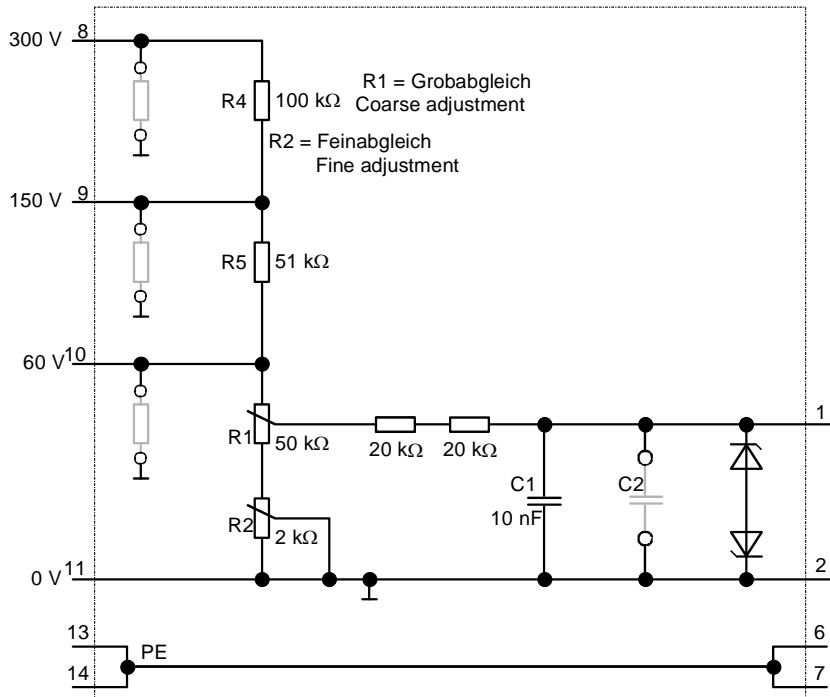 300 V 8
R4 100 kΩ
R1 = Grobabgleich
Coarse adjustment
R2 = Feinabgleich
Fine adjustment
150 V 9
R5 51 kΩ
60 V 10
R1 50 kΩ
20 kΩ 20 kΩ
1
C1
10 nF
C2
R2 2 kΩ
0 V 11
2
13
PE
6
14
7